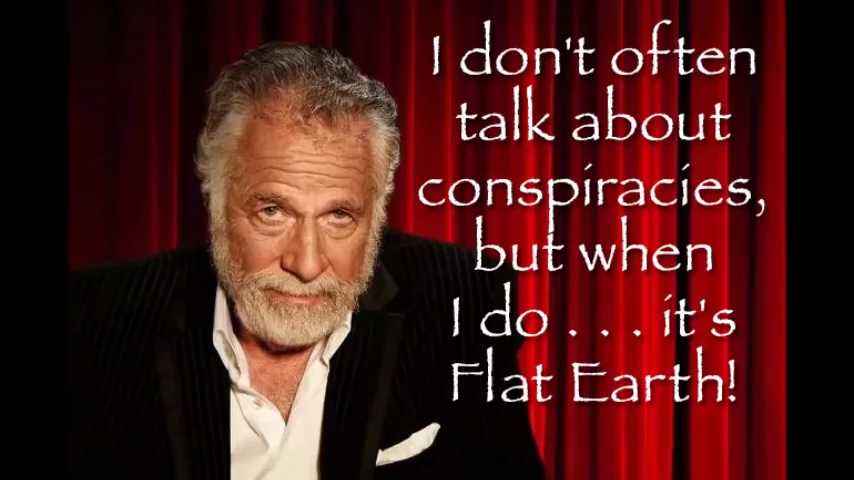 I don't often
talk about
conspiracies,
but when
I do . . . it's
Flat Earth!